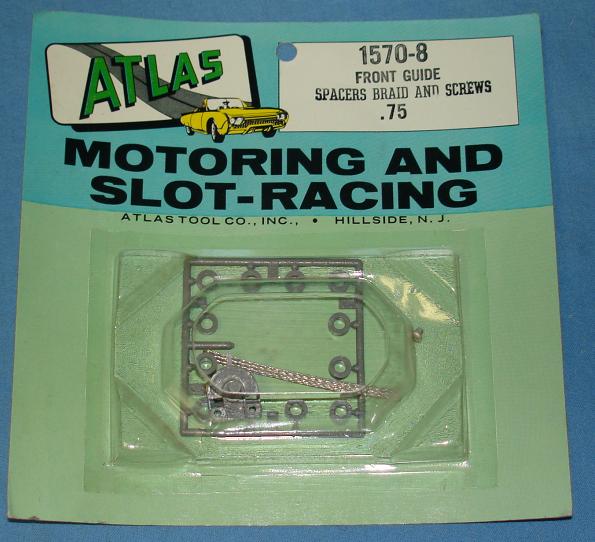 ATLAS
1570-8
FRONT GUIDE
SPACERS BRAID AND SCREWS
.75
MOTORING AND
SLOT-RACING
ATLAS TOOL CO., INC., • HILLSIDE, N. J.